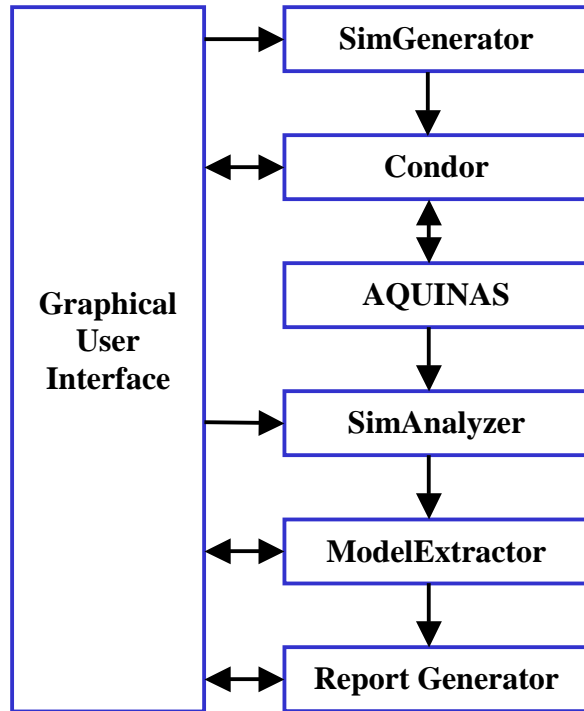 SimGenerator
Condor
AQUINAS
Graphical
User
Interface
SimAnalyzer
ModelExtractor
Report Generator